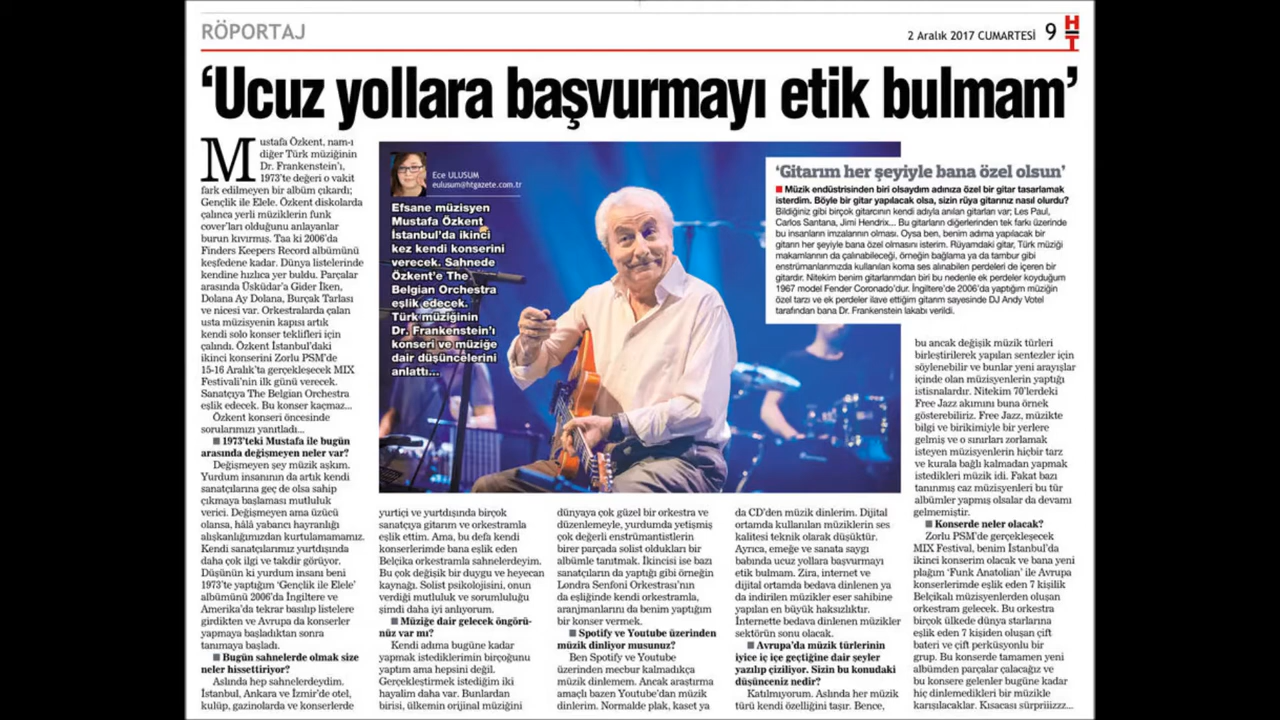 RÖPORTAJ
2 Aralık 2017 CUMARTESİ 9 HT
‘Ucuz yollara başvurmayı etik bulmam’
Mustafa Özkent, nam-ı
diğer Türk müziğinin
Dr. Frankenstein’ı,
1973’te değeri o vakit
fark edilmeyen bir albüm çıkardı;
Gençlik ile Elele. Özkent diskolarda
çalınca yerli müziklerin funk
cover’ları olduğunu anlayanlar
burun kıvırmış. Taa ki 2006’da
Finders Keepers Record albümünü
keşfedene kadar. Dünya listelerinde
kendine hızlıca yer buldu. Parçalar
arasında Üsküdar’a Gider İken,
Dolana Ay Dolana, Burçak Tarlası
ve nicesi var. Orkestralarda çalan
usta müzisyenin kapısı artık
kendi solo konser teklifleri için
çalındı. Özkent İstanbul’daki
ikinci konserini Zorlu PSM’de
15-16 Aralık’ta gerçekleşecek MIX
Festivali’nin ilk günü verecek.
Sanatçıya The Belgian Orchestra
eşlik edecek. Bu konser kaçmaz...
Özkent konseri öncesinde
sorularımızı yanıtladı...
■ 1973’teki Mustafa ile bugün
arasında değişmeyen neler var?
Değişmeyen şey müzik aşkım.
Yurdum insanının da artık kendi
sanatçılarına geç de olsa sahip
çıkmaya başlaması mutluluk
verici. Değişmeyen ama üzücü
olansa, hâlâ yabancı hayranlığı
alışkanlığımızdan kurtulamamamız.
Kendi sanatçılarımız yurtdışında
daha çok ilgi ve takdir görüyor.
Düşünün ki yurdum insanı beni
1973’te yaptığım ‘Gençlik ile Elele’
albümünü 2006’da İngiltere ve
Amerika’da tekrar basılıp listelere
girdikten ve Avrupa da konserler
yapmaya başladıktan sonra
tanımaya başladı.
■ Bugün sahnelerde olmak size
neler hissettiriyor?
Aslında hep sahnelerdeydim.
İstanbul, Ankara ve İzmir’de otel,
kulüp, gazinolarda ve konserlerde
Ece ULUSUM
eulusum@htgazete.com.tr
Efsane müzisyen
Mustafa Özkent
İstanbul’da ikinci
kez kendi konserini
verecek. Sahnede
Özkent’e The
Belgian Orchestra
eşlik edecek.
Türk müziğinin
Dr. Frankenstein’ı
konseri ve müziğe
dair düşüncelerini
anlattı...
‘Gitarım her şeyiyle bana özel olsun’
■ Müzik endüstrisinden biri olsaydım adınıza özel bir gitar tasarlamak
isterdim. Böyle bir gitar yapılacak olsa, sizin rüya gitarınız nasıl olurdu?
Bildiğiniz gibi birçok gitarcının kendi adıyla anılan gitarları var; Les Paul,
Carlos Santana, Jimi Hendrix... Bu gitarların diğerlerinden tek farkı üzerinde
bu insanların imzalarının olması. Oysa ben, benim adıma yapılacak bir
gitarın her şeyiyle bana özel olmasını isterim. Rüyamdaki gitar, Türk müziği
makamlarının da çalınabileceği, örneğin bağlama ya da tambur gibi
enstrümanlarımızda kullanılan koma ses alınabilen perdeleri de içeren bir
gitardır. Nitekim benim gitarlarımdan biri bu nedenle ek perdeler koyduğum
1967 model Fender Coronado’dur. İngiltere’de 2006’da yaptığım müziğin
özel tarzı ve ek perdeler ilave ettiğim gitarım sayesinde DJ Andy Votel
tarafından bana Dr. Frankenstein lakabı verildi.
yurtiçi ve yurtdışında birçok
sanatçıya gitarım ve orkestramla
eşlik ettim. Ama, bu defa kendi
konserlerimde bana eşlik eden
Belçika orkestramla sahnelerdeyim.
Bu çok değişik bir duygu ve heyecan
kaynağı. Solist psikolojisini, onun
verdiği mutluluk ve sorumluluğu
şimdi daha iyi anlıyorum.
■ Müziğe dair gelecek öngörü-
nüz var mı?
Kendi adıma bugüne kadar
yapmak istediklerimin birçoğunu
yaptım ama hepsini değil.
Gerçekleştirmek istediğim iki
hayalim daha var. Bunlardan
birisi, ülkemin orijinal müziğini
dünyaya çok güzel bir orkestra ve
düzenlemeyle, yurdumda yetişmiş
çok değerli enstrümantistlerin
birer parçada solist oldukları bir
albümle tanıtmak. İkincisi ise bazı
sanatçıların da yaptığı gibi örneğin
Londra Senfoni Orkestrası’nın
da eşliğinde kendi orkestramla,
aranjmanlarını da benim yaptığım
bir konser vermek.
■ Spotify ve Youtube üzerinden
müzik dinliyor musunuz?
Ben Spotify ve Youtube
üzerinden mecbur kalmadıkça
müzik dinlemem. Ancak araştırma
amaçlı bazen Youtube’dan müzik
dinlerim. Normalde plak, kaset ya
da CD’den müzik dinlerim. Dijital
ortamda kullanılan müziklerin ses
kalitesi teknik olarak düşüktür.
Ayrıca, emeğe ve sanata saygı
babında ucuz yollara başvurmayı
etik bulmam. Zira, internet ve
dijital ortamda bedava dinlenen ya
da indirilen müzikler eser sahibine
yapılan en büyük haksızlıktır.
İnternette bedava dinlenen müzikler
sektörün sonu olacak.
■ Avrupa’da müzik türlerinin
iyice iç içe geçtiğine dair şeyler
yazılıp çiziliyor. Sizin bu konudaki
düşünceniz nedir?
Katılmıyorum. Aslında her müzik
türü kendi özelliğini taşır. Bence,
bu ancak değişik müzik türleri
birleştirilerek yapılan sentezler için
söylenebilir ve bunlar yeni arayışlar
içinde olan müzisyenlerin yaptığı
istisnalardır. Nitekim 70’lerdeki
Free Jazz akımını buna örnek
gösterebiliriz. Free Jazz, müzikte
bilgi ve birikimiyle bir yerlere
gelmiş ve o sınırları zorlamak
isteyen müzisyenlerin hiçbir tarz
ve kurala bağlı kalmadan yapmak
istedikleri müzik idi. Fakat bazı
tanınmış caz müzisyenleri bu tür
albümler yapmış olsalar da devamı
gelmemiştir.
■ Konserde neler olacak?
Zorlu PSM’de gerçekleşecek
MIX Festival, benim İstanbul’da
ikinci konserim olacak ve bana yeni
plağım ‘Funk Anatolian’ ile Avrupa
konserlerimde eşlik eden 7 kişilik
Belçikalı müzisyenlerden oluşan
orkestram gelecek. Bu orkestra
birçok ülkede dünya starlarına
eşlik eden 7 kişiden oluşan çift
bateri ve çift perküsyonlu bir
grup. Bu konserde tamamen yeni
albümden parçalar çalacağız ve
bu konsere gelenler bugüne kadar
hiç dinlemedikleri bir müzikle
karşılaşacaklar. Kısacası sürpriiizz...